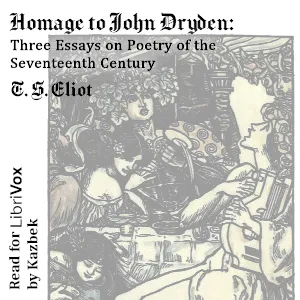 Homage to John Dryden:
Three Essays on Poetry of the
Seventeenth Century
T. S. Eliot
Read for LibriVox
by Kazbek